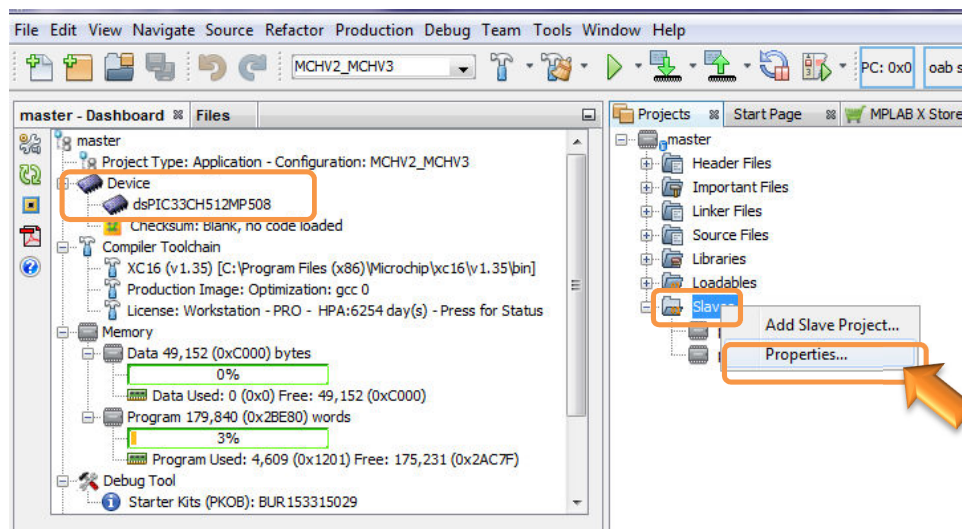 File Edit View Navigate Source Refactor Production Debug Team Tools Window Help
MCHV2_MCHV3
PC: 0x0
oab s
master - Dashboard
Files
master
Project Type: Application - Configuration: MCHV2_MCHV3
Device
dsPIC33CH512MP508
Checksum: Blank, no code loaded
Compiler Toolchain
XC16 (v1.35) [C:\Program Files (x86)\Microchip\xc16\v1.35\bin]
Production Image: Optimization: gcc 0
License: Workstation - PRO - HPA:6254 day(s) - Press for Status
Memory
Data 49,152 (0xC000) bytes
0%
Data Used: 0 (0x0) Free: 49,152 (0xC000)
Program 179,840 (0x2BE80) words
3%
Program Used: 4,609 (0x1201) Free: 175,231 (0x2AC7F)
Debug Tool
Starter Kits (PKOB): BUR153315029
Projects
Start Page
MPLAB X Store
master
Header Files
Important Files
Linker Files
Source Files
Libraries
Loadables
Slaves
Add Slave Project...
Properties...